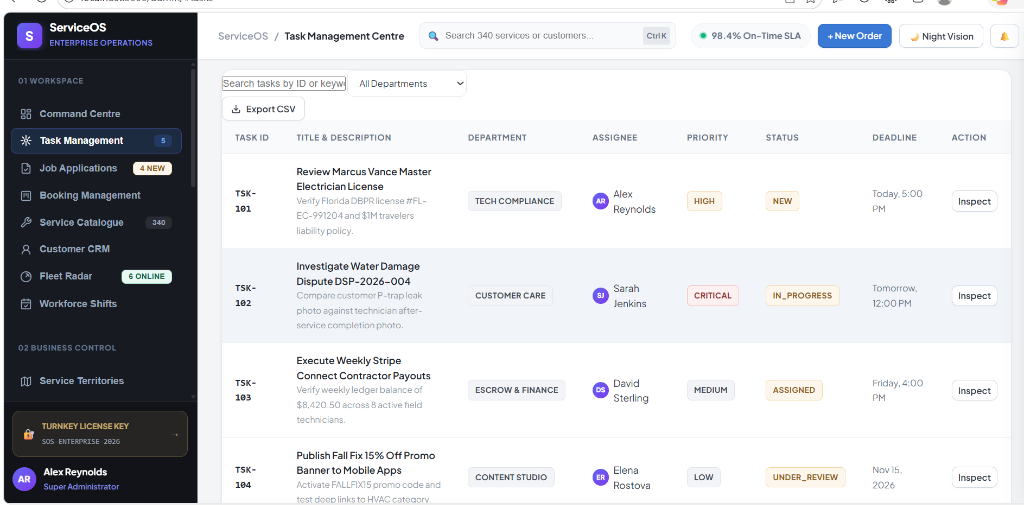 S
ServiceOS
ENTERPRISE OPERATIONS
ServiceOS / Task Management Centre
Search 340 services or customers...
Ctrl K
98.4% On-Time SLA
+ New Order
Night Vision
01 WORKSPACE
Command Centre
Task Management 5
Job Applications 4 NEW
Booking Management
Service Catalogue 340
Customer CRM
Fleet Radar 6 ONLINE
Workforce Shifts
02 BUSINESS CONTROL
Service Territories
TURNKEY LICENSE KEY →
SOS ENTERPRISE 2026
AR
Alex Reynolds
Super Administrator
Search tasks by ID or keyw
All Departments
Export CSV
TASK ID TITLE & DESCRIPTION DEPARTMENT ASSIGNEE PRIORITY STATUS DEADLINE ACTION
TSK-
101
Review Marcus Vance Master
Electrician License
Verify Florida DBPR license #FL-
EC-991204 and $1M travelers
liability policy.
TECH COMPLIANCE
AR
Alex
Reynolds
HIGH
NEW
Today, 5:00
PM
Inspect
TSK-
102
Investigate Water Damage
Dispute DSP-2026-004
Compare customer P-trap leak
photo against technician after-
service completion photo.
CUSTOMER CARE
SJ
Sarah
Jenkins
CRITICAL
IN_PROGRESS
Tomorrow,
12:00 PM
Inspect
TSK-
103
Execute Weekly Stripe
Connect Contractor Payouts
Verify weekly ledger balance of
$8,420.50 across 8 active field
technicians.
ESCROW & FINANCE
DS
David
Sterling
MEDIUM
ASSIGNED
Friday, 4:00
PM
Inspect
TSK-
104
Publish Fall Fix 15% Off Promo
Banner to Mobile Apps
Activate FALLFIX15 promo code and
test deep links to HVAC category.
CONTENT STUDIO
ER
Elena
Rostova
LOW
UNDER_REVIEW
Nov 15,
2026
Inspect